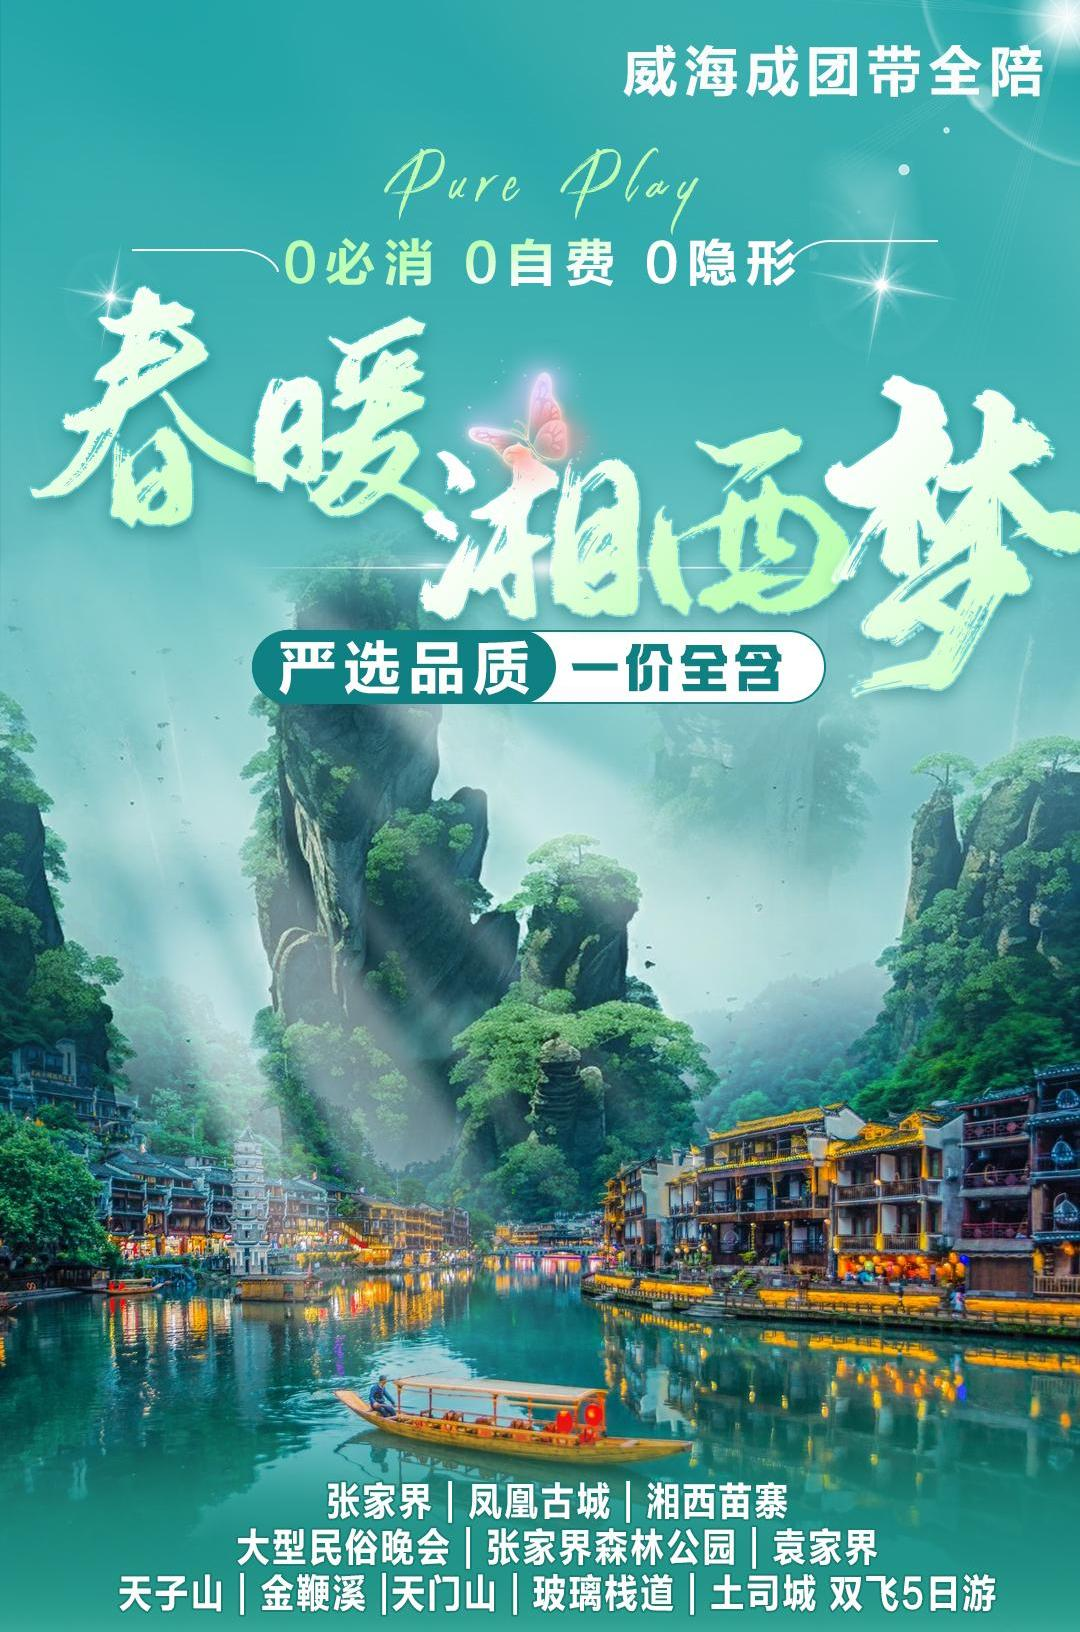 威海成团带全陪
Pure Play
0必消 0自费 0隐形
春暖湘西梦
严选品质 一价全含
张家界 | 凤凰古城 | 湘西苗寨
大型民俗晚会 | 张家界森林公园 | 袁家界
天子山 | 金鞭溪 |天门山 | 玻璃栈道 | 土司城 双飞5日游